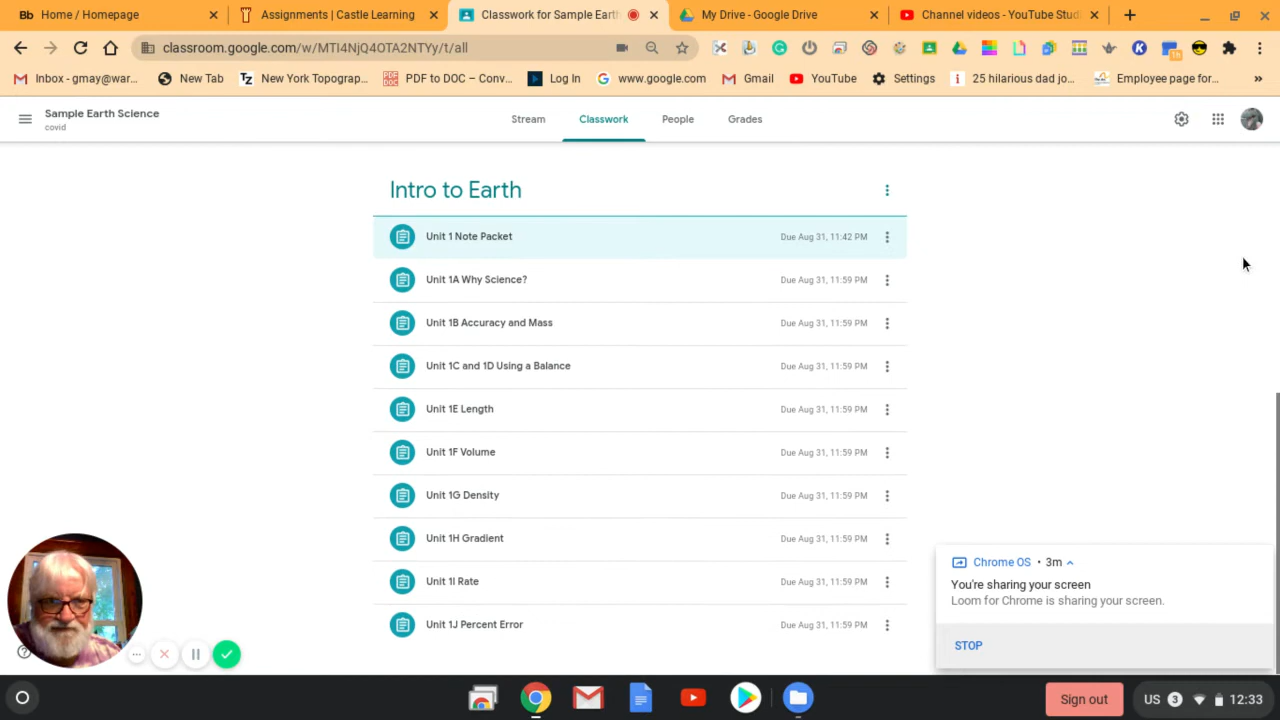 Bb Home / Homepage
Assignments | Castle Learning
Classwork for Sample Earth
My Drive - Google Drive
Channel videos - YouTube Stud
classroom.google.com/w/MTI4NjQ4OTA2NTYy/t/all
Inbox - gmay@war...
New Tab
Tz New York Topograp...
PDF DOC PDF to DOC – Conv...
Log In
www.google.com
Gmail
YouTube
Settings
25 hilarious dad jo...
Employee page for...
»
Sample Earth Science
covid
Stream
Classwork
People
Grades
Intro to Earth
Unit 1 Note Packet Due Aug 31, 11:42 PM
Unit 1A Why Science? Due Aug 31, 11:59 PM
Unit 1B Accuracy and Mass Due Aug 31, 11:59 PM
Unit 1C and 1D Using a Balance Due Aug 31, 11:59 PM
Unit 1E Length Due Aug 31, 11:59 PM
Unit 1F Volume Due Aug 31, 11:59 PM
Unit 1G Density Due Aug 31, 11:59 PM
Unit 1H Gradient Due Aug 31, 11:59 PM
Unit 1I Rate Due Aug 31, 11:59 PM
Unit 1J Percent Error Due Aug 31, 11:59 PM
Chrome OS • 3m
You're sharing your screen
Loom for Chrome is sharing your screen.
STOP
Sign out
US 3 12:33